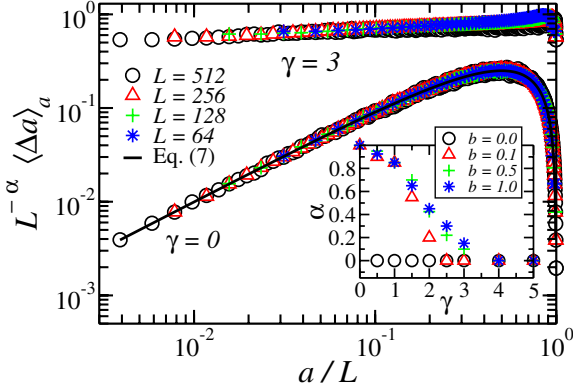 10^0
10^-1
10^-2
10^-3
L^-α ⟨Δa⟩_a
γ = 3
L = 512
L = 256
L = 128
L = 64
Eq. (7)
γ = 0
b = 0.0
b = 0.1
b = 0.5
b = 1.0
α
1
0.8
0.6
0.4
0.2
0
0 1 2 3 4 5
γ
10^-2 10^-1 10^0
a / L